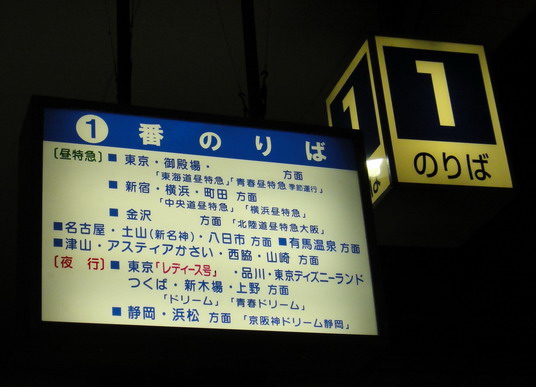 ①番のりば
〔昼特急〕■東京・御殿場・ 方面
「東海道昼特急」「青春昼特急 季節運行」
■新宿・横浜・町田 方面
「中央道昼特急」「横浜昼特急」
■金沢 方面 「北陸道昼特急大阪」
■名古屋・土山(新名神)・八日市 方面 ■有馬温泉 方面
■津山・アスティアかさい・西脇・山崎 方面
〔夜 行〕■東京「レディース号」 ・品川・東京ディズニーランド
つくば・新木場・上野 方面
「ドリーム」「青春ドリーム」
■静岡・浜松 方面 「京阪神ドリーム静岡」
1
のりば
1
ば